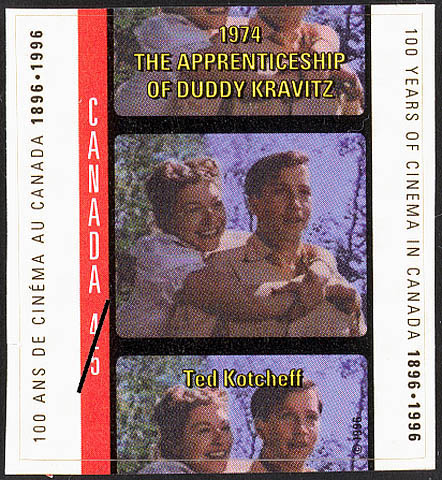 100 ANS DE CINÉMA AU CANADA 1896•1996
CANADA 45
1974
THE APPRENTICESHIP
OF DUDDY KRAVITZ
Ted Kotcheff
© 1996
100 YEARS OF CINEMA IN CANADA 1896•1996